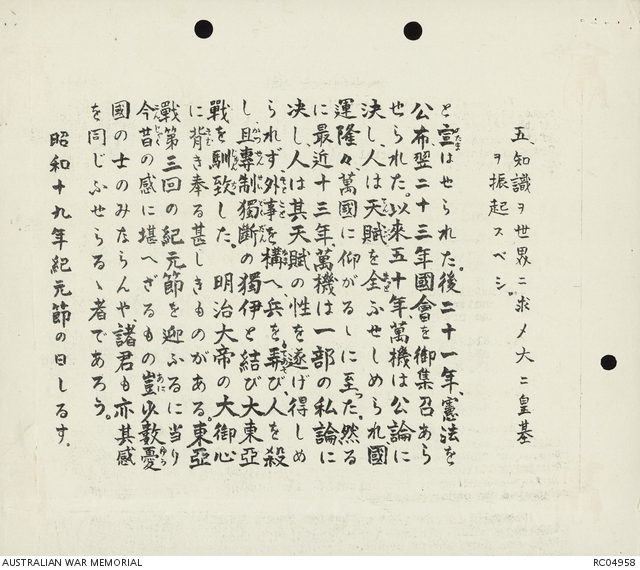 五、知識ヲ世界ニ求メ大ニ皇基
ヲ振起スベシ。
と宣はせられた。後二十一年、憲法を
公布翌二十三年國會を御集召あら
せられた。以來五十年、萬機は公論に
決し、人は天賦を全ふせしめられ國
運隆々萬國に仰がるゝに至った。然る
に最近十三年、萬機は一部の私論に
決し人は其天賦の性を遂げ得しめ
られず、外事を構へ、兵を弄び、人を殺
し、且專制獨斷の獨伊と結び大東亞
戰を馴致した。明治大帝の大御心
に背き奉る甚しきものがある。東亞
戰第三回の紀元節を迎ふるに當り
今昔の感に堪へざるもの豈少數憂
國の士のみならんや、諸君も亦其感
を同じふせらるゝ者であろう。
昭和十九年紀元節の日しるす。
AUSTRALIAN WAR MEMORIAL
RC04958